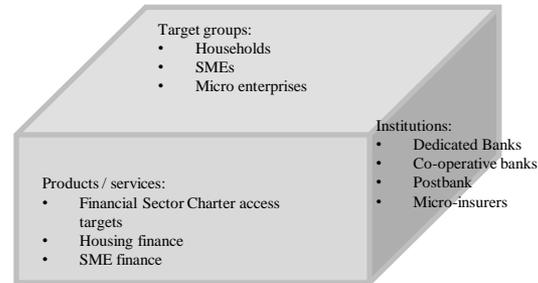 Target groups:
• Households
• SMEs
• Micro enterprises
Institutions:
• Dedicated Banks
• Co-operative banks
• Postbank
• Micro-insurers
Products / services:
• Financial Sector Charter access
targets
• Housing finance
• SME finance